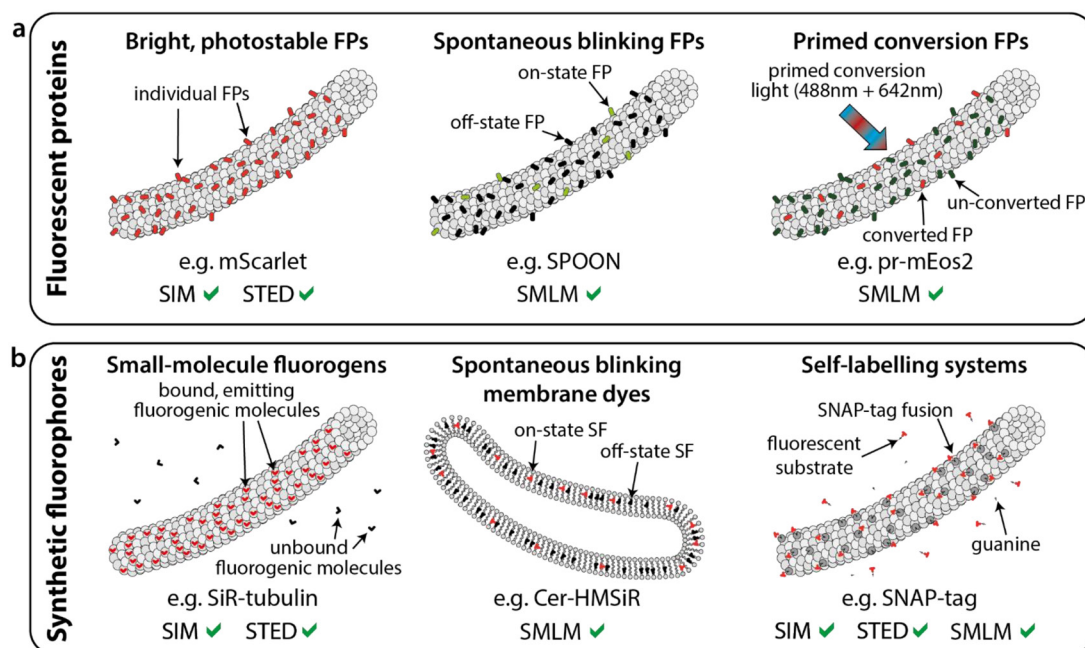 a
Fluorescent proteins
Bright, photostable FPs
individual FPs
e.g. mScarlet
SIM ✔ STED ✔
Spontaneous blinking FPs
on-state FP
off-state FP
e.g. SPOON
SMLM ✔
Primed conversion FPs
primed conversion
light (488nm + 642nm)
un-converted FP
converted FP
e.g. pr-mEos2
SMLM ✔
b
Synthetic fluorophores
Small-molecule fluorogens
bound, emitting
fluorogenic molecules
unbound
fluorogenic molecules
e.g. SiR-tubulin
SIM ✔ STED ✔
Spontaneous blinking
membrane dyes
on-state SF
off-state SF
e.g. Cer-HMSiR
SMLM ✔
Self-labelling systems
SNAP-tag fusion
fluorescent
substrate
guanine
e.g. SNAP-tag
SIM ✔ STED ✔ SMLM ✔